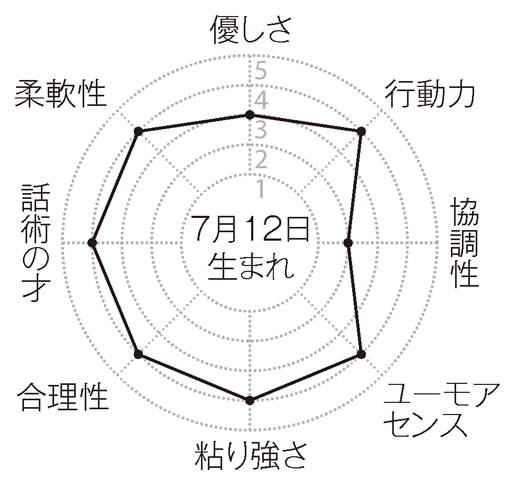 優しさ
行動力
協調性
ユーモア
センス
粘り強さ
合理性
話術の才
柔軟性
5
4
3
2
1
7月12日
生まれ